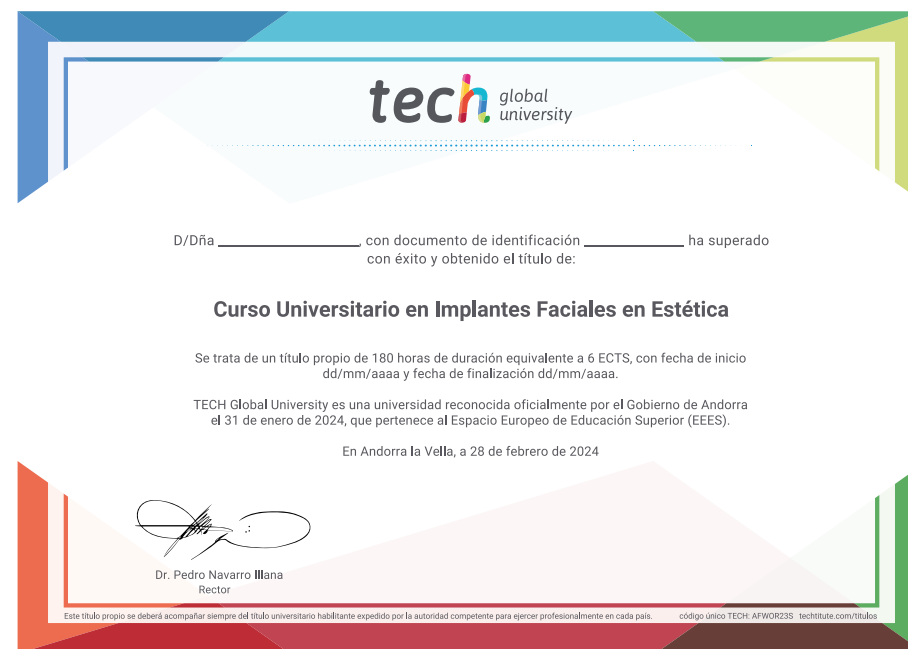 tech global university
D/Dña ____________________, con documento de identificación ______________ ha superado
con éxito y obtenido el título de:
Curso Universitario en Implantes Faciales en Estética
Se trata de un título propio de 180 horas de duración equivalente a 6 ECTS, con fecha de inicio
dd/mm/aaaa y fecha de finalización dd/mm/aaaa.
TECH Global University es una universidad reconocida oficialmente por el Gobierno de Andorra
el 31 de enero de 2024, que pertenece al Espacio Europeo de Educación Superior (EEES).
En Andorra la Vella, a 28 de febrero de 2024
Dr. Pedro Navarro Illana
Rector
Este título propio se deberá acompañar siempre del título universitario habilitante expedido por la autoridad competente para ejercer profesionalmente en cada país. código único TECH: AFWOR23S techtitute.com/titulos